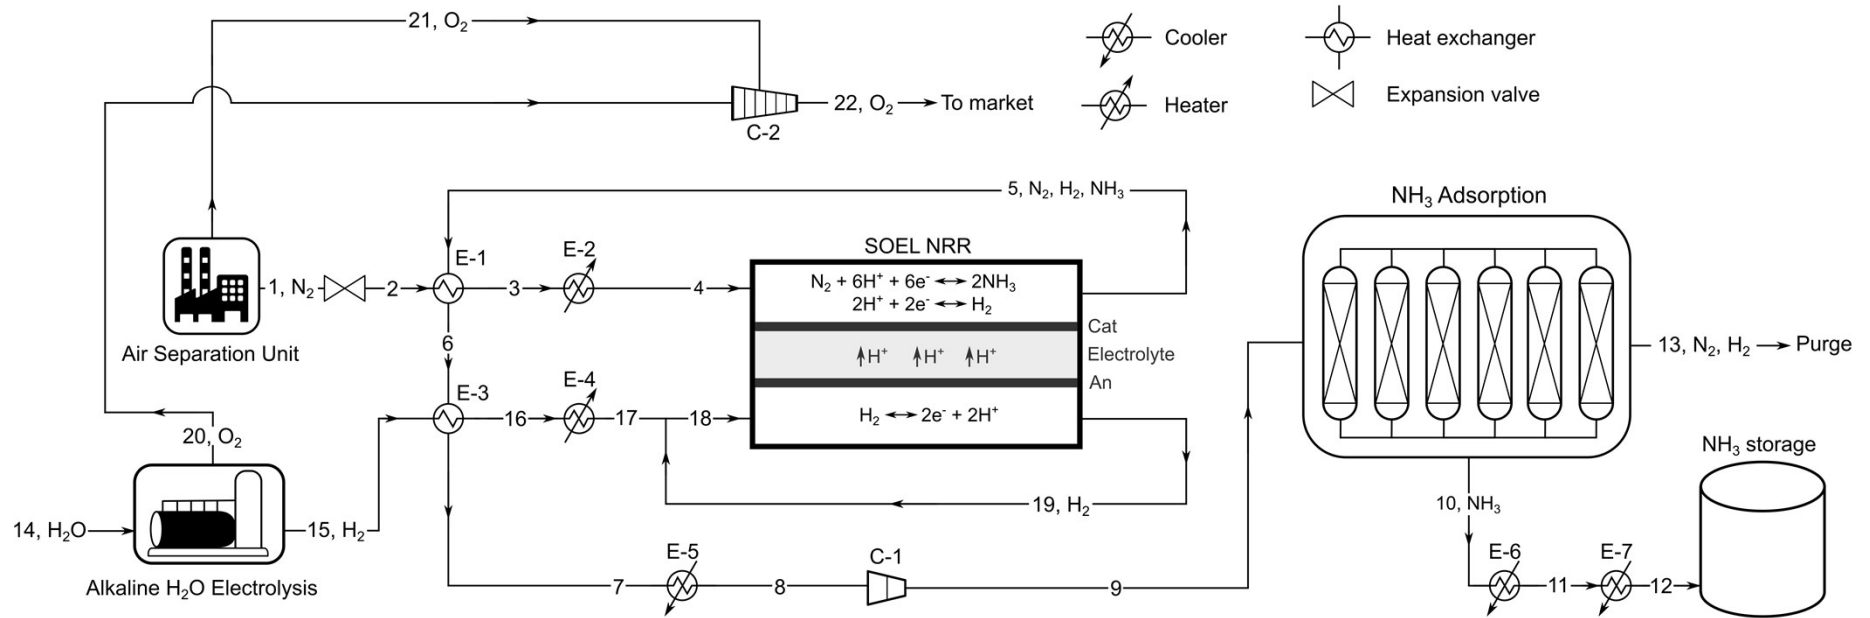 21, O₂
Cooler
Heat exchanger
Heater
Expansion valve
22, O₂
To market
C-2
5, N₂, H₂, NH₃
NH₃ Adsorption
SOEL NRR
E-1
E-2
N₂ + 6H⁺ + 6e⁻ ↔ 2NH₃
2H⁺ + 2e⁻ ↔ H₂
1, N₂
2
3
4
Cat
Air Separation Unit
6
H⁺ H⁺ H⁺
Electrolyte
13, N₂, H₂
Purge
An
E-3
E-4
16
17
18
H₂ ↔ 2e⁻ + 2H⁺
20, O₂
NH₃ storage
19, H₂
10, NH₃
14, H₂O
15, H₂
E-5
C-1
E-6
E-7
7
8
9
11
12
Alkaline H₂O Electrolysis